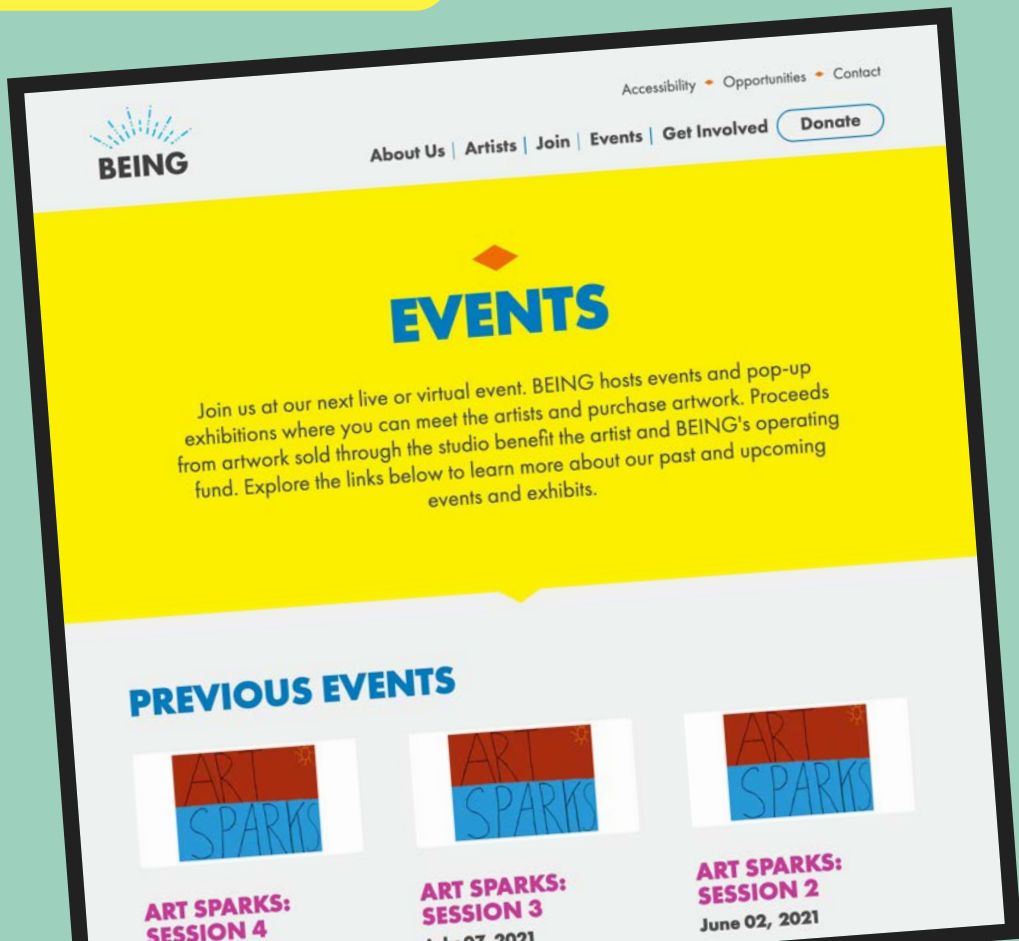 Accessibility Opportunities Contact
BEING
About Us | Artists | Join | Events | Get Involved Donate
EVENTS
Join us at our next live or virtual event. BEING hosts events and pop-up
exhibitions where you can meet the artists and purchase artwork. Proceeds
from artwork sold through the studio benefit the artist and BEING's operating
fund. Explore the links below to learn more about our past and upcoming
events and exhibits.
PREVIOUS EVENTS
ART
SPARKS
ART
SPARKS
ART
SPARKS
ART SPARKS:
SESSION 4
ART SPARKS:
SESSION 3
07, 2021
ART SPARKS:
SESSION 2
June 02, 2021